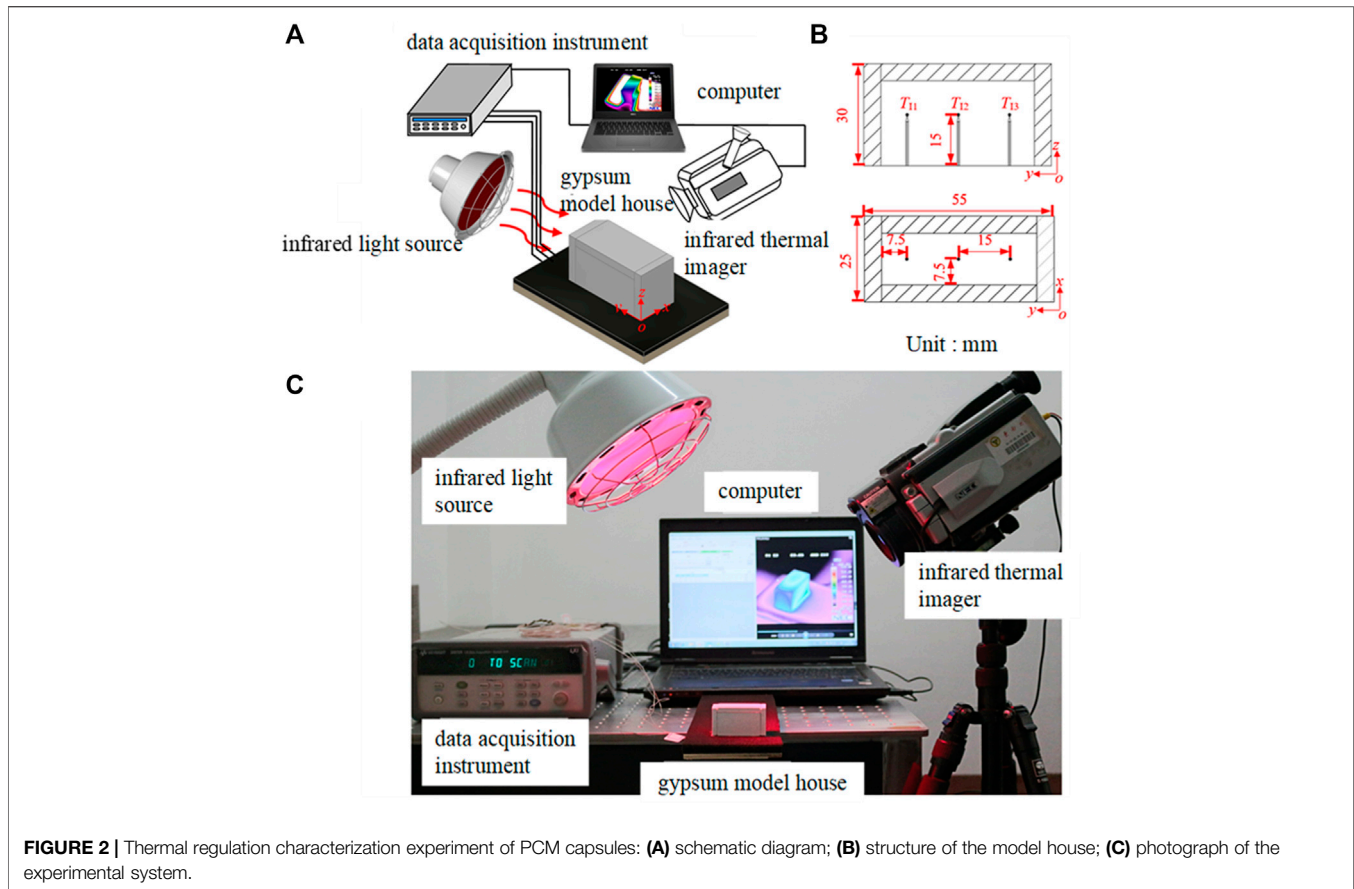 A
data acquisition instrument
computer
gypsum
model house
infrared light source
infrared thermal
imager
z
y
x
o
B
30
T11
T12
T13
15
z
y
o
55
25
7.5
15
7.5
x
y
o
Unit : mm
C
infrared light
source
computer
infrared thermal
imager
0 TO SCAN
data acquisition
instrument
gypsum model house
FIGURE 2 | Thermal regulation characterization experiment of PCM capsules: (A) schematic diagram; (B) structure of the model house; (C) photograph of the
experimental system.